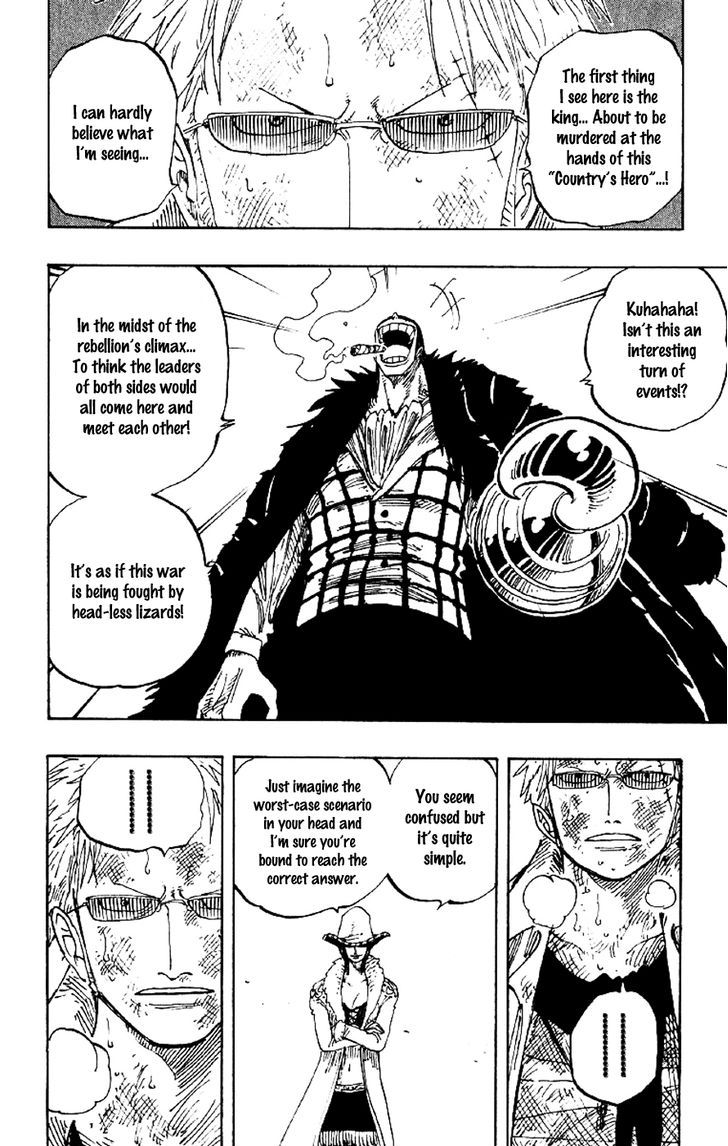 The first thing
I see here is the
king... About to be
murdered at the
hands of this
"Country's Hero"...!
I can hardly
believe what
I'm seeing...
Kuhahaha!
Isn't this an
interesting
turn of
events!?
In the midst of the
rebellion's climax...
To think the leaders
of both sides would
all come here and
meet each other!
It's as if this war
is being fought by
head-less lizards!
You seem
confused but
it's quite
simple.
Just imagine the
worst-case scenario
in your head and
I'm sure you're
bound to reach the
correct answer.